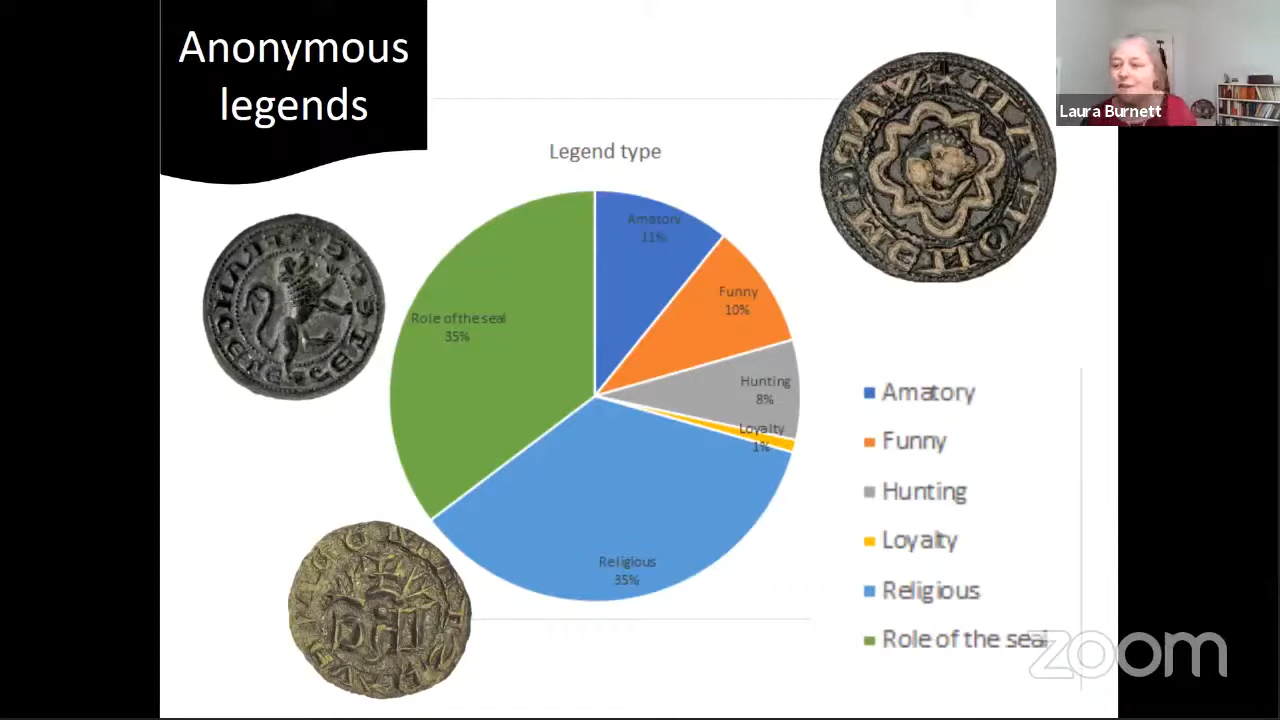 Anonymous
legends
Laura Burnett
Legend type
Amatory
11%
Funny
10%
Hunting
8%
Loyalty
1%
Religious
35%
Role of the seal
35%
Amatory
Funny
Hunting
Loyalty
Religious
Role of the seal
zoom